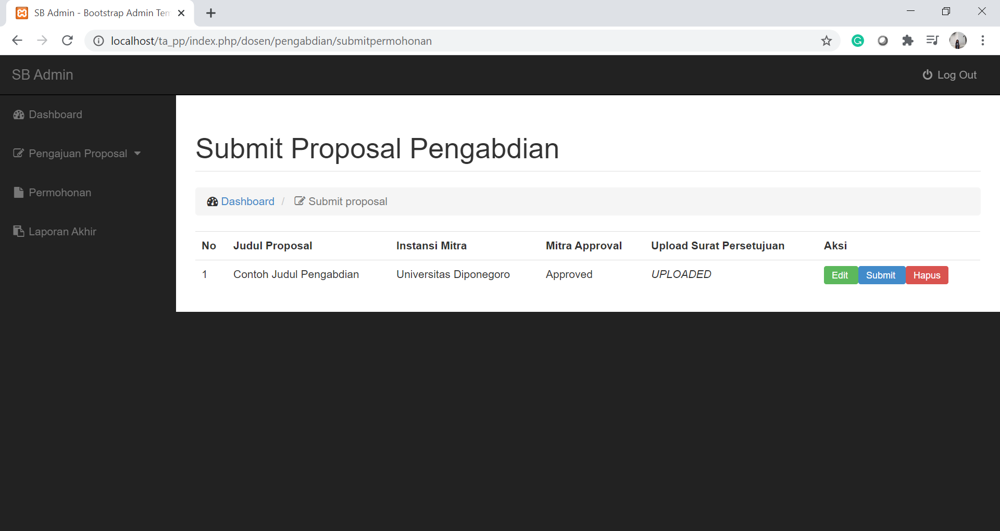 SB Admin - Bootstrap Admin Tem
localhost/ta_pp/index.php/dosen/pengabdian/submitpermohonan
SB Admin
Log Out
Dashboard
Pengajuan Proposal
Permohonan
Laporan Akhir
Submit Proposal Pengabdian
Dashboard / Submit proposal
No Judul Proposal Instansi Mitra Mitra Approval Upload Surat Persetujuan Aksi
1 Contoh Judul Pengabdian Universitas Diponegoro Approved UPLOADED Edit Submit Hapus